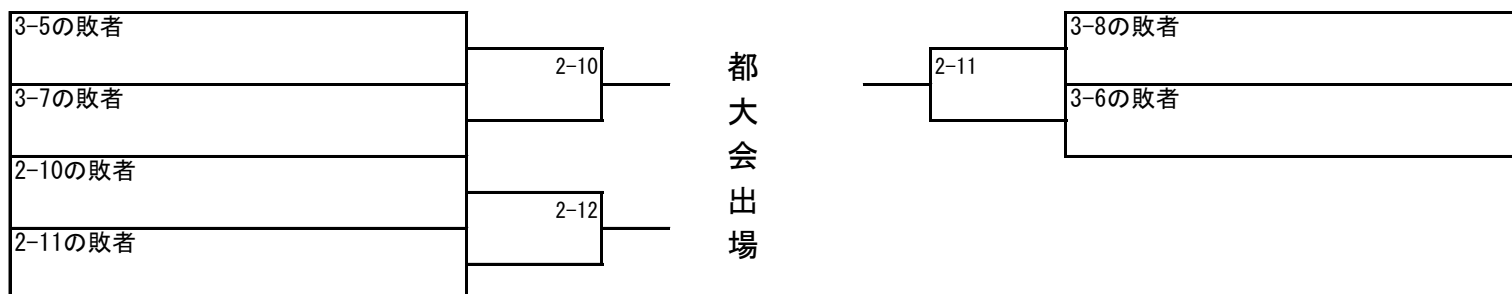 3-5の敗者
2-10
3-7の敗者
2-10の敗者
2-12
2-11の敗者
都大会出場
3-8の敗者
2-11
3-6の敗者